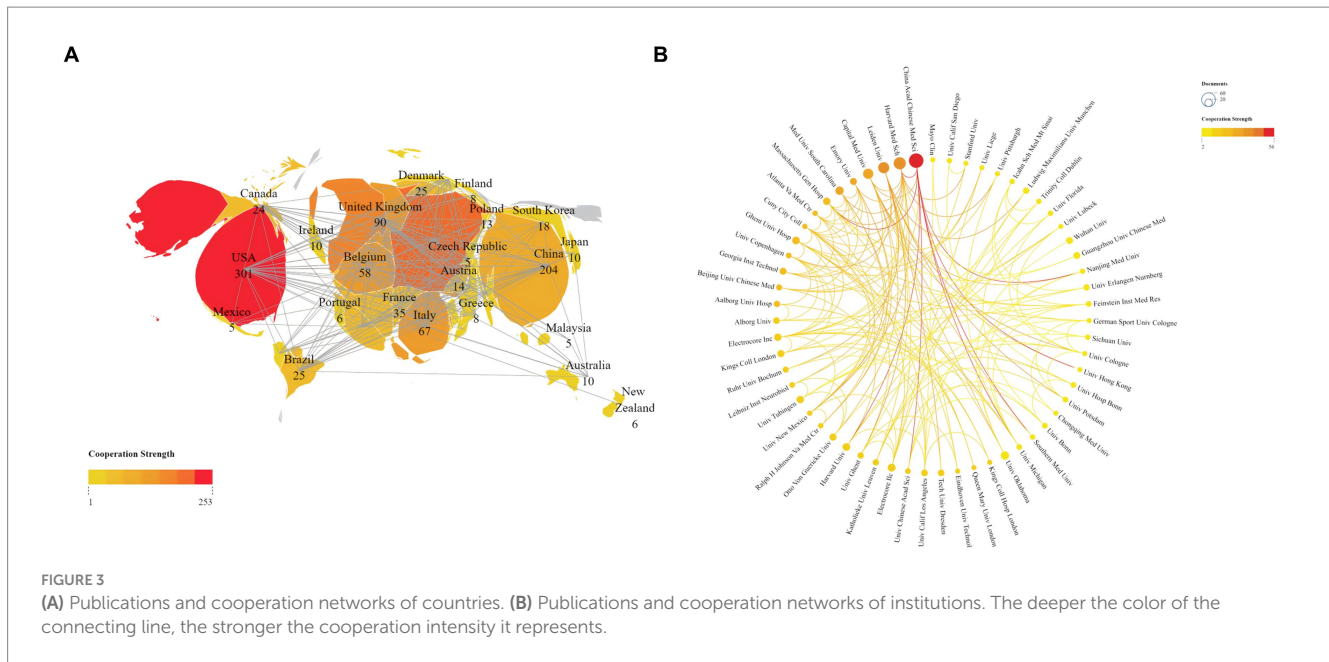 A
Canada
24
USA
301
Mexico
5
Brazil
25
Denmark
25
Finland
8
United Kingdom
90
Ireland
10
Poland
13
South Korea
18
Japan
10
Czech Republic
5
China
204
Belgium
58
Austria
14
Portugal
6
France
35
Italy
67
Greece
8
Malaysia
5
Australia
10
New
Zealand
6
Cooperation Strength
1
253
B
Documents
60
20
Cooperation Strength
2
56
China Acad Chinese Med Sci
Mayo Clin
Univ Calif San Diego
Stanford Univ
Univ Liege
Univ Pittsburgh
Icahn Sch Med Mt Sinai
Ludwig Maximilians Univ Munchen
Trinity Coll Dublin
Univ Florida
Univ Lubeck
Wuhan Univ
Guangzhou Univ Chinese Med
Nanjing Med Univ
Univ Erlangen Nurnberg
Feinstein Inst Med Res
German Sport Univ Cologne
Sichuan Univ
Univ Cologne
Univ Hong Kong
Univ Hosp Bonn
Univ Potsdam
Chongqing Med Univ
Univ Bonn
Southern Med Univ
Univ Michigan
Univ Oklahoma
Kings Coll Hosp London
Queen Mary Univ London
Eindhoven Univ Technol
Tech Univ Dresden
Univ Calif Los Angeles
Univ Chinese Acad Sci
Electrocore llc
Katholieke Univ Leuven
Univ Ghent
Harvard Univ
Otto Von Guericke Univ
Ralph H Johnson Va Med Ctr
Univ New Mexico
Univ Tubingen
Leibniz Inst Neurobiol
Ruhr Univ Bochum
Kings Coll London
Electrocore Inc
Alborg Univ
Aalborg Univ Hosp
Beijing Univ Chinese Med
Georgia Inst Technol
Univ Copenhagen
Ghent Univ Hosp
Cuny City Coll
Atlanta Va Med Ctr
Massachusetts Gen Hosp
Med Univ South Carolina
Emory Univ
Capital Med Univ
Leiden Univ
Harvard Med Sch
FIGURE 3
(A) Publications and cooperation networks of countries. (B) Publications and cooperation networks of institutions. The deeper the color of the
connecting line, the stronger the cooperation intensity it represents.